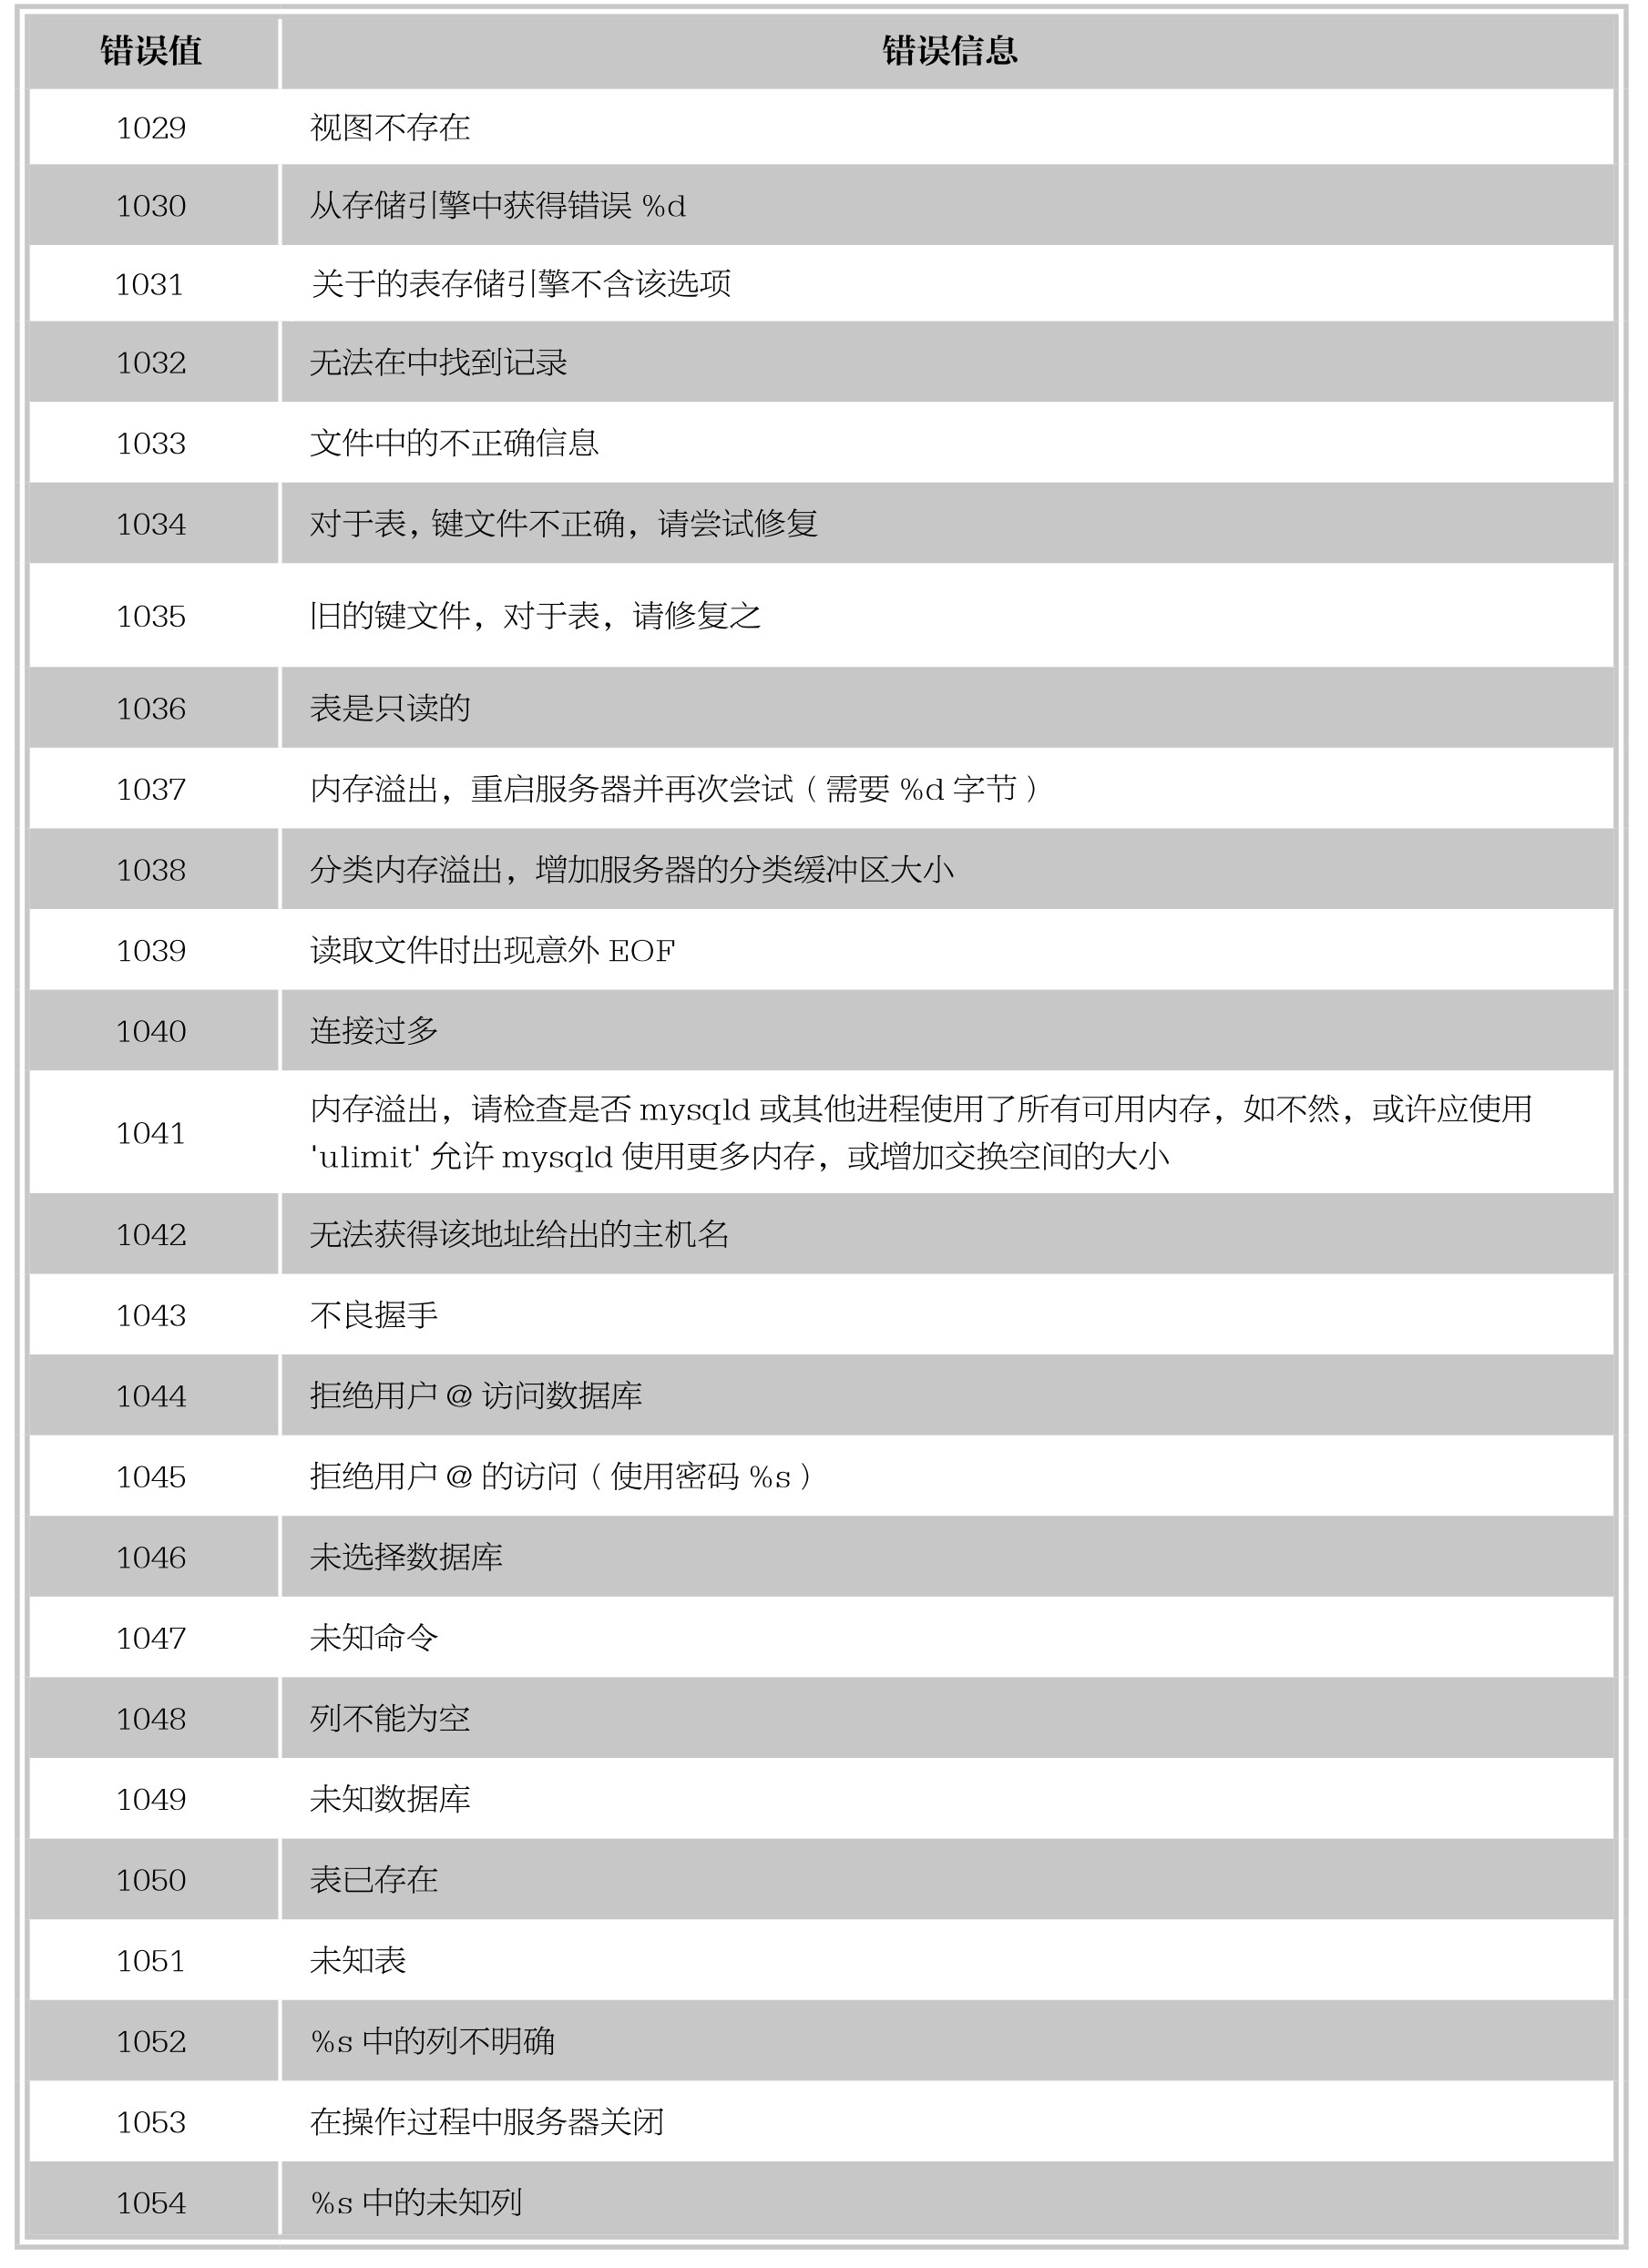 错误值 错误信息
1029 视图不存在
1030 从存储引擎中获得错误 %d
1031 关于的表存储引擎不含该选项
1032 无法在中找到记录
1033 文件中的不正确信息
1034 对于表, 键文件不正确，请尝试修复
1035 旧的键文件，对于表，请修复之
1036 表是只读的
1037 内存溢出，重启服务器并再次尝试（需要 %d 字节）
1038 分类内存溢出，增加服务器的分类缓冲区大小
1039 读取文件时出现意外 EOF
1040 连接过多
1041 内存溢出，请检查是否 mysqld 或其他进程使用了所有可用内存，如不然，或许应使用
'ulimit' 允许 mysqld 使用更多内存，或增加交换空间的大小
1042 无法获得该地址给出的主机名
1043 不良握手
1044 拒绝用户 @ 访问数据库
1045 拒绝用户 @ 的访问（使用密码 %s）
1046 未选择数据库
1047 未知命令
1048 列不能为空
1049 未知数据库
1050 表已存在
1051 未知表
1052 %s 中的列不明确
1053 在操作过程中服务器关闭
1054 %s 中的未知列